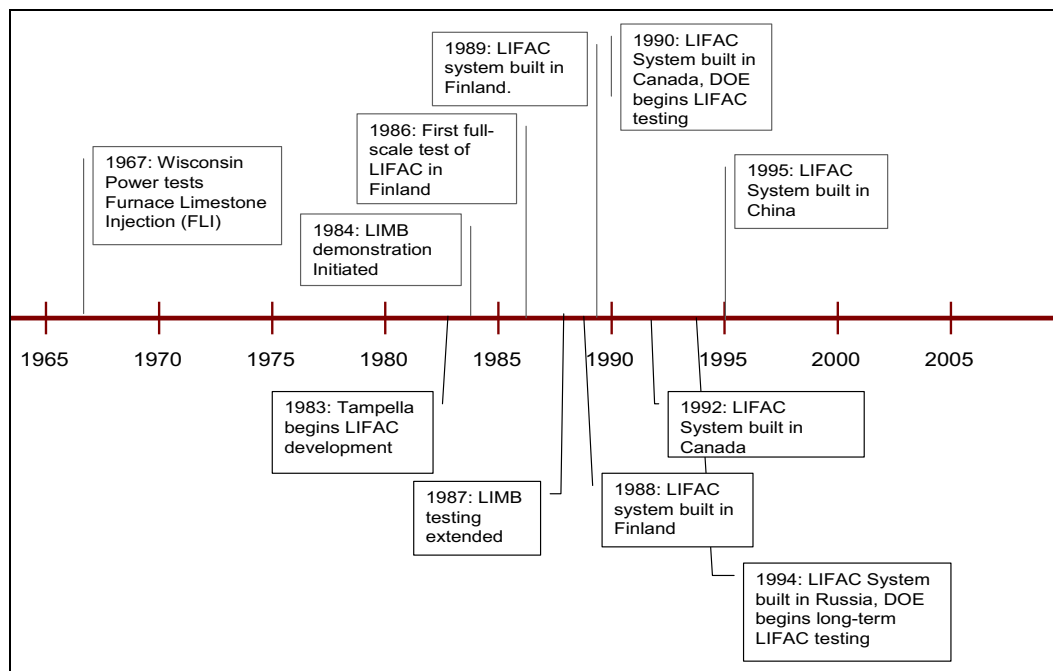 1989: LIFAC
system built in
Finland.
1990: LIFAC
System built in
Canada, DOE
begins LIFAC
testing
1986: First full-
scale test of
LIFAC in
Finland
1967: Wisconsin
Power tests
Furnace Limestone
Injection (FLI)
1995: LIFAC
System built in
China
1984: LIMB
demonstration
Initiated
1965 1970 1975 1980 1985 1990 1995 2000 2005
1983: Tampella
begins LIFAC
development
1992: LIFAC
System built in
Canada
1987: LIMB
testing
extended
1988: LIFAC
system built in
Finland
1994: LIFAC System
built in Russia, DOE
begins long-term
LIFAC testing